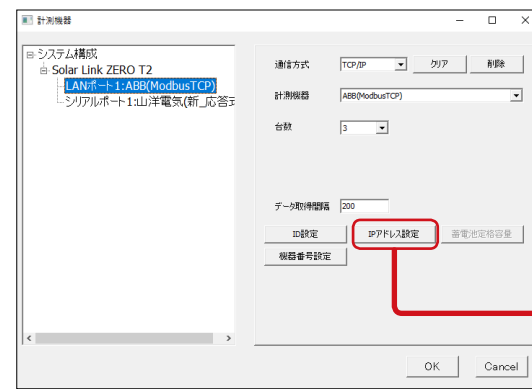 計測機器
システム構成
Solar Link ZERO T2
LANポート1:ABB(ModbusTCP)
シリアルポート1:山洋電気(新_応答式
通信方式 TCP/IP クリア 削除
計測機器 ABB(ModbusTCP)
台数 3
データ取得間隔 200
ID設定 IPアドレス設定 蓄電池定格容量
機器番号設定
OK Cancel